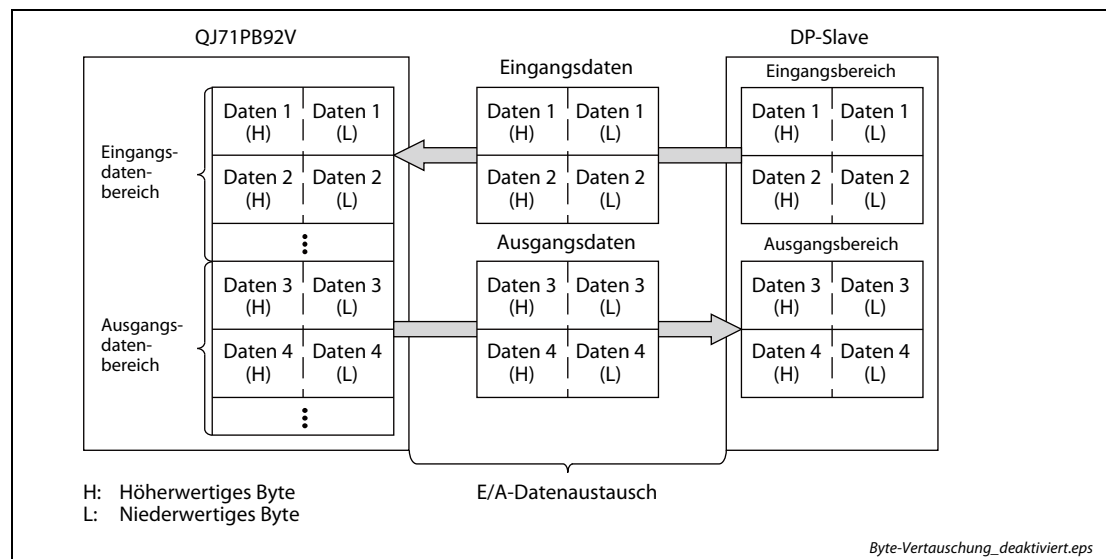 QJ71PB92V
DP-Slave
Eingangsdaten
Eingangsbereich
Eingangs-
daten-
bereich
Daten 1 (H) Daten 1 (L)
Daten 2 (H) Daten 2 (L)
Daten 1 (H) Daten 1 (L)
Daten 2 (H) Daten 2 (L)
Daten 1 (H) Daten 1 (L)
Daten 2 (H) Daten 2 (L)
Ausgangsdaten
Ausgangsbereich
Ausgangs-
daten-
bereich
Daten 3 (H) Daten 3 (L)
Daten 4 (H) Daten 4 (L)
Daten 3 (H) Daten 3 (L)
Daten 4 (H) Daten 4 (L)
Daten 3 (H) Daten 3 (L)
Daten 4 (H) Daten 4 (L)
E/A-Datenaustausch
H: Höherwertiges Byte
L: Niederwertiges Byte
Byte-Vertauschung_deaktiviert.eps